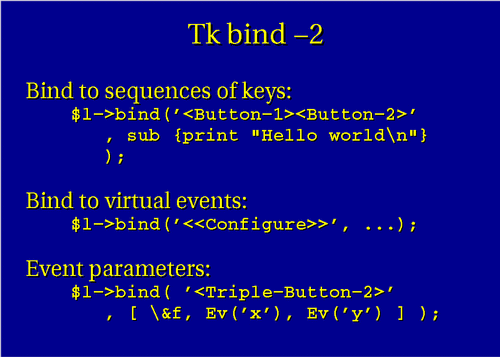 Tk bind –2
Bind to sequences of keys:
$l->bind('<Button-1><Button-2>'
, sub {print "Hello world\n"}
);
Bind to virtual events:
$l->bind('<<Configure>>', ...);
Event parameters:
$l->bind( '<Triple-Button-2>'
, [ \&f, Ev('x'), Ev('y') ] );